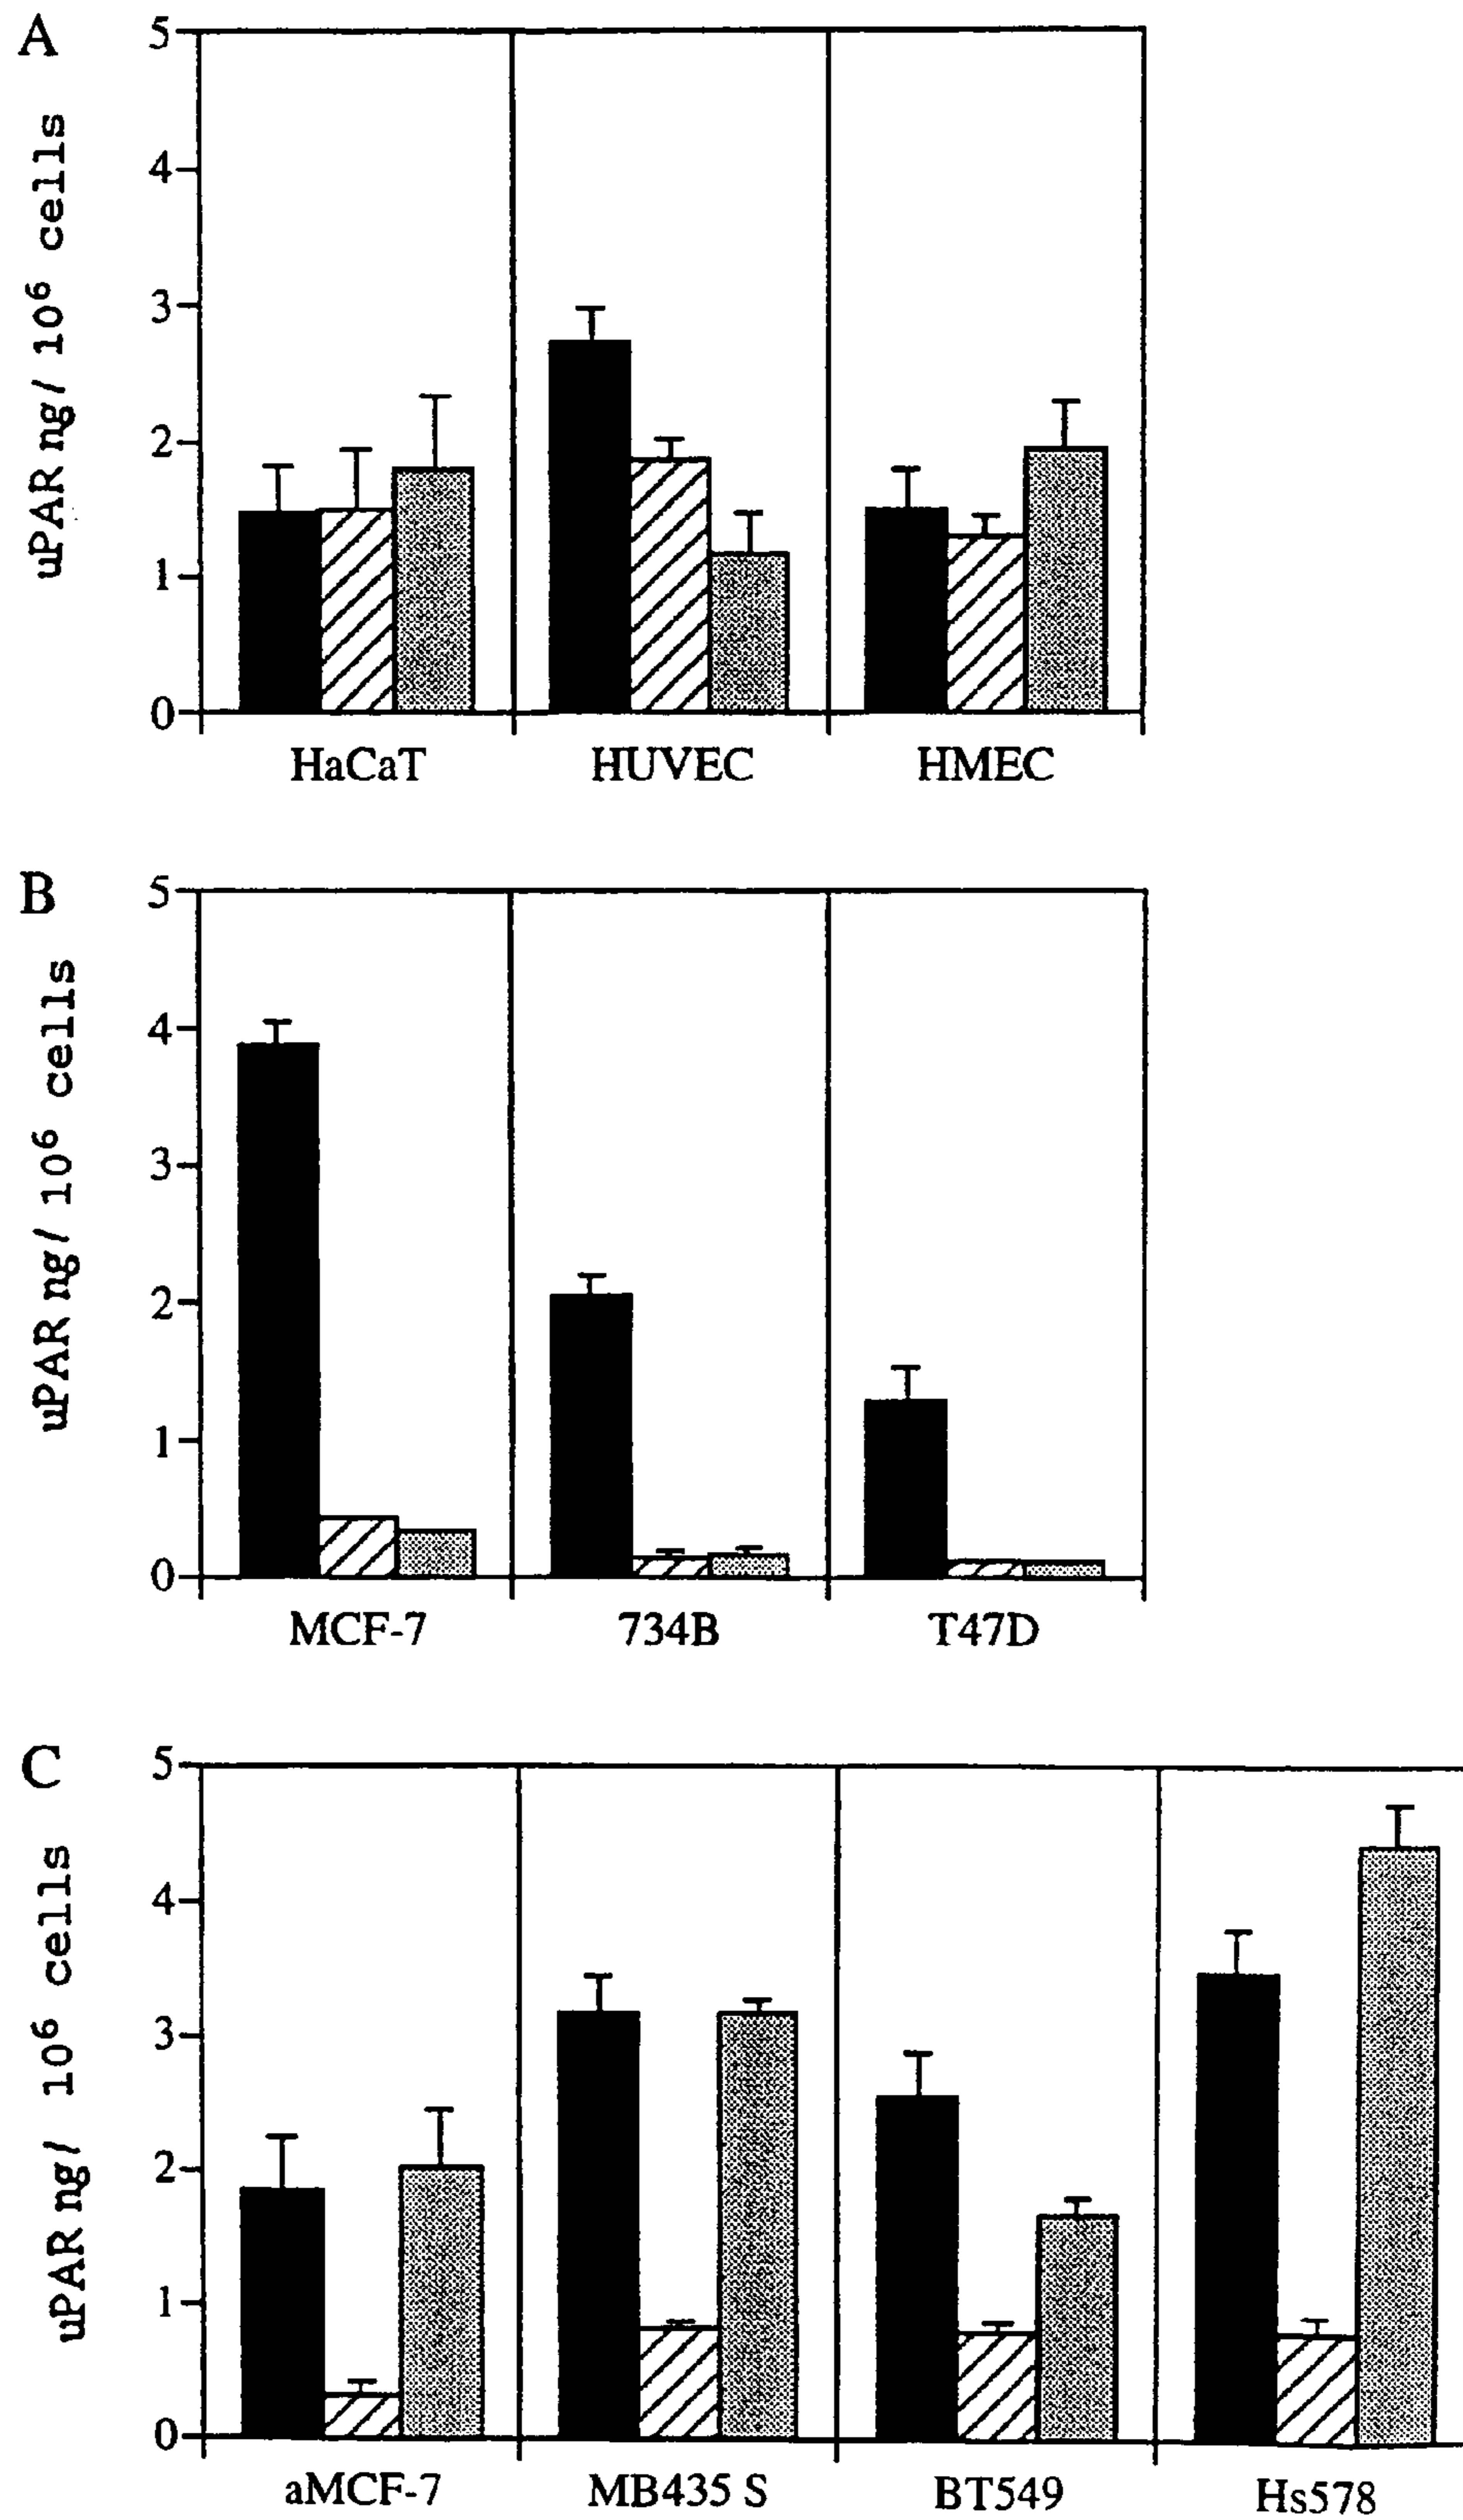 A
uPAR ng/ 10⁶ cells
5
4
3
2
1
0
HaCaT HUVEC HMEC
B
uPAR ng/ 10⁶ cells
5
4
3
2
1
0
MCF-7 734B T47D
C
uPAR ng/ 10⁶ cells
5
4
3
2
1
0
aMCF-7 MB435 S BT549 Hs578